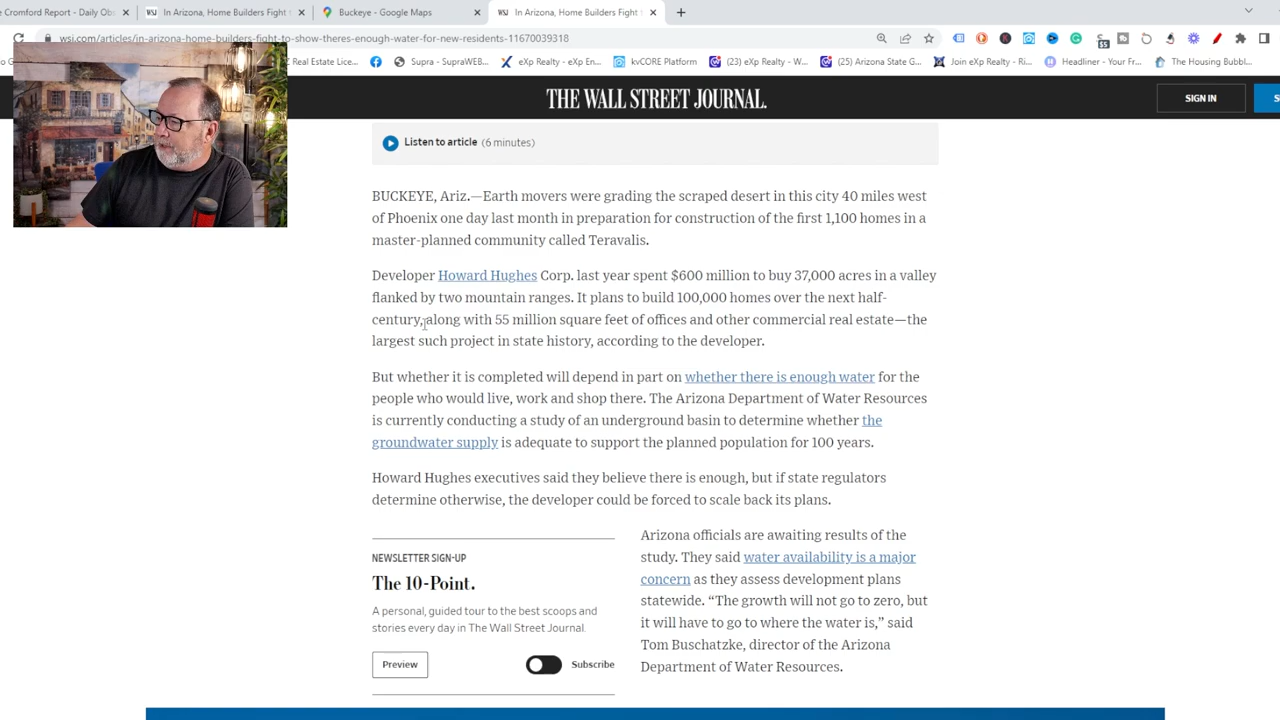 e Cromford Report - Daily Obs
In Arizona, Home Builders Fight
Buckeye - Google Maps
In Arizona, Home Builders Fight t
wsj.com/articles/in-arizona-home-builders-fight-to-show-theres-enough-water-for-new-residents-11670039318
Z Real Estate Lice...
Supra - SupraWEB...
eXp Realty - eXp En...
kvCORE Platform
(23) eXp Realty - W...
(25) Arizona State G...
Join eXp Realty - Ri...
Headliner - Your Fr...
The Housing Bubbl...
THE WALL STREET JOURNAL.
SIGN IN
Listen to article (6 minutes)
BUCKEYE, Ariz.—Earth movers were grading the scraped desert in this city 40 miles west
of Phoenix one day last month in preparation for construction of the first 1,100 homes in a
master-planned community called Teravalis.
Developer Howard Hughes Corp. last year spent $600 million to buy 37,000 acres in a valley
flanked by two mountain ranges. It plans to build 100,000 homes over the next half-
century, along with 55 million square feet of offices and other commercial real estate—the
largest such project in state history, according to the developer.
But whether it is completed will depend in part on whether there is enough water for the
people who would live, work and shop there. The Arizona Department of Water Resources
is currently conducting a study of an underground basin to determine whether the
groundwater supply is adequate to support the planned population for 100 years.
Howard Hughes executives said they believe there is enough, but if state regulators
determine otherwise, the developer could be forced to scale back its plans.
NEWSLETTER SIGN-UP
The 10-Point.
A personal, guided tour to the best scoops and
stories every day in The Wall Street Journal.
Preview
Subscribe
Arizona officials are awaiting results of the
study. They said water availability is a major
concern as they assess development plans
statewide. “The growth will not go to zero, but
it will have to go to where the water is,” said
Tom Buschatzke, director of the Arizona
Department of Water Resources.